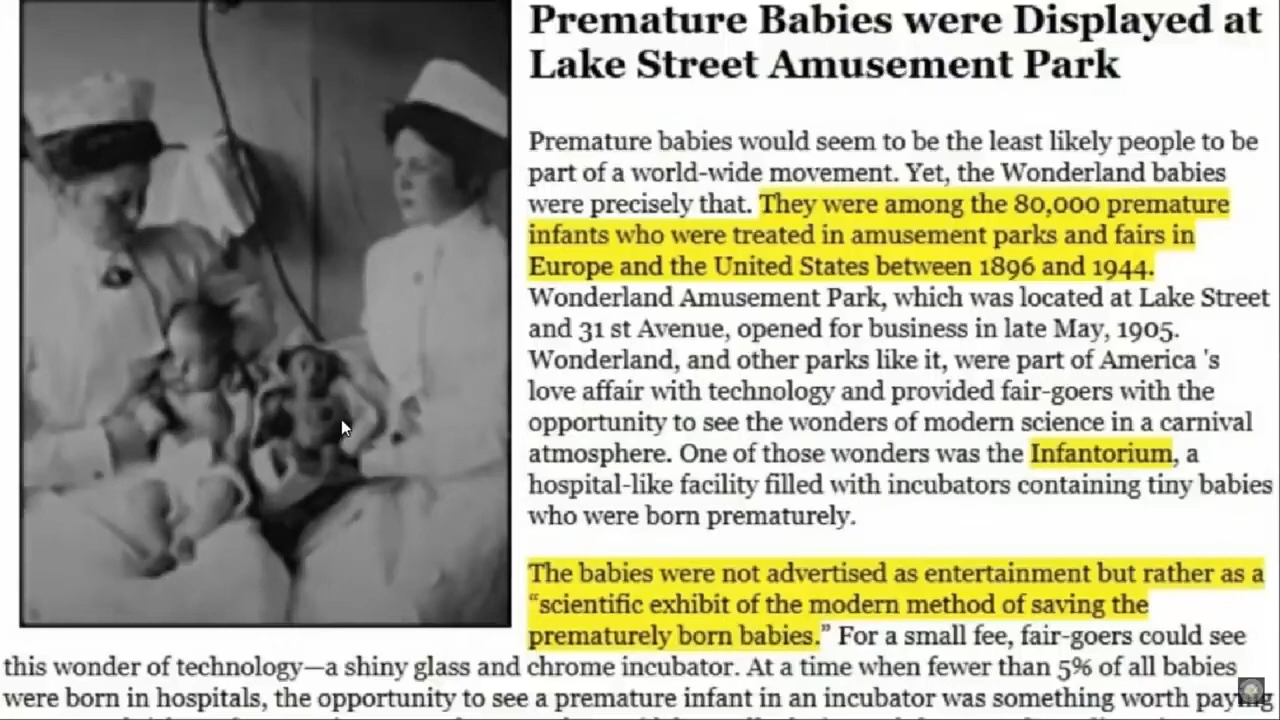 Premature Babies were Displayed at
Lake Street Amusement Park
Premature babies would seem to be the least likely people to be
part of a world-wide movement. Yet, the Wonderland babies
were precisely that. They were among the 80,000 premature
infants who were treated in amusement parks and fairs in
Europe and the United States between 1896 and 1944.
Wonderland Amusement Park, which was located at Lake Street
and 31 st Avenue, opened for business in late May, 1905.
Wonderland, and other parks like it, were part of America 's
love affair with technology and provided fair-goers with the
opportunity to see the wonders of modern science in a carnival
atmosphere. One of those wonders was the Infantorium, a
hospital-like facility filled with incubators containing tiny babies
who were born prematurely.
The babies were not advertised as entertainment but rather as a
“scientific exhibit of the modern method of saving the
prematurely born babies.” For a small fee, fair-goers could see
this wonder of technology—a shiny glass and chrome incubator. At a time when fewer than 5% of all babies
were born in hospitals, the opportunity to see a premature infant in an incubator was something worth paying